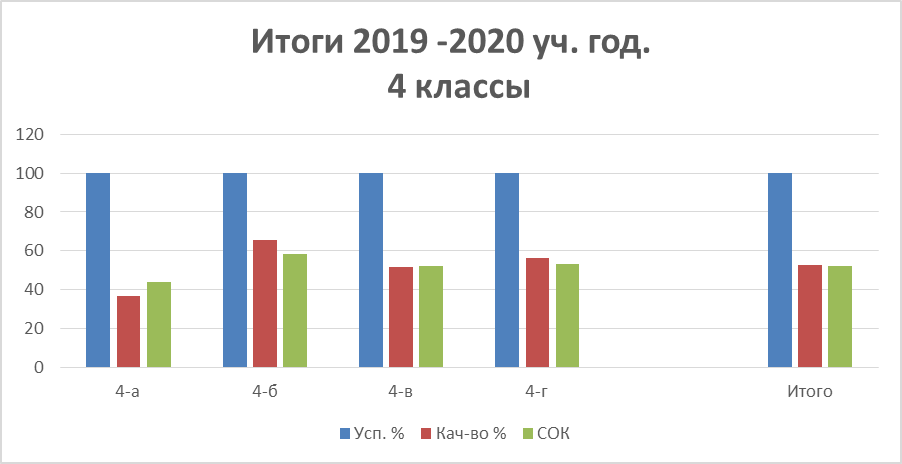 Итоги 2019 -2020 уч. год.
4 классы
120
100
80
60
40
20
0
4-а 4-б 4-в 4-г Итого
Усп. % Кач-во % СОК